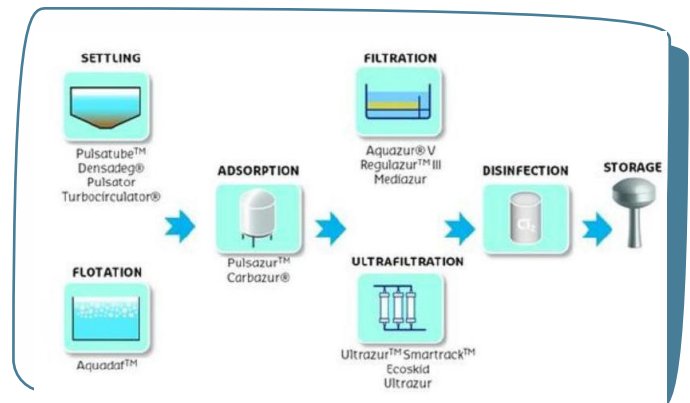 SETTLING
Pulsatube™
Densadeg®
Pulsator
Turbocirculator®
FLOTATION
Aquadaf™
ADSORPTION
Pulsazur™
Carbazur®
FILTRATION
Aquazur® V
Regulazur™ III
Mediazur
ULTRAFILTRATION
Ultrazur™ Smartrack™
Ecoskid
Ultrazur
DISINFECTION
Cl2
STORAGE